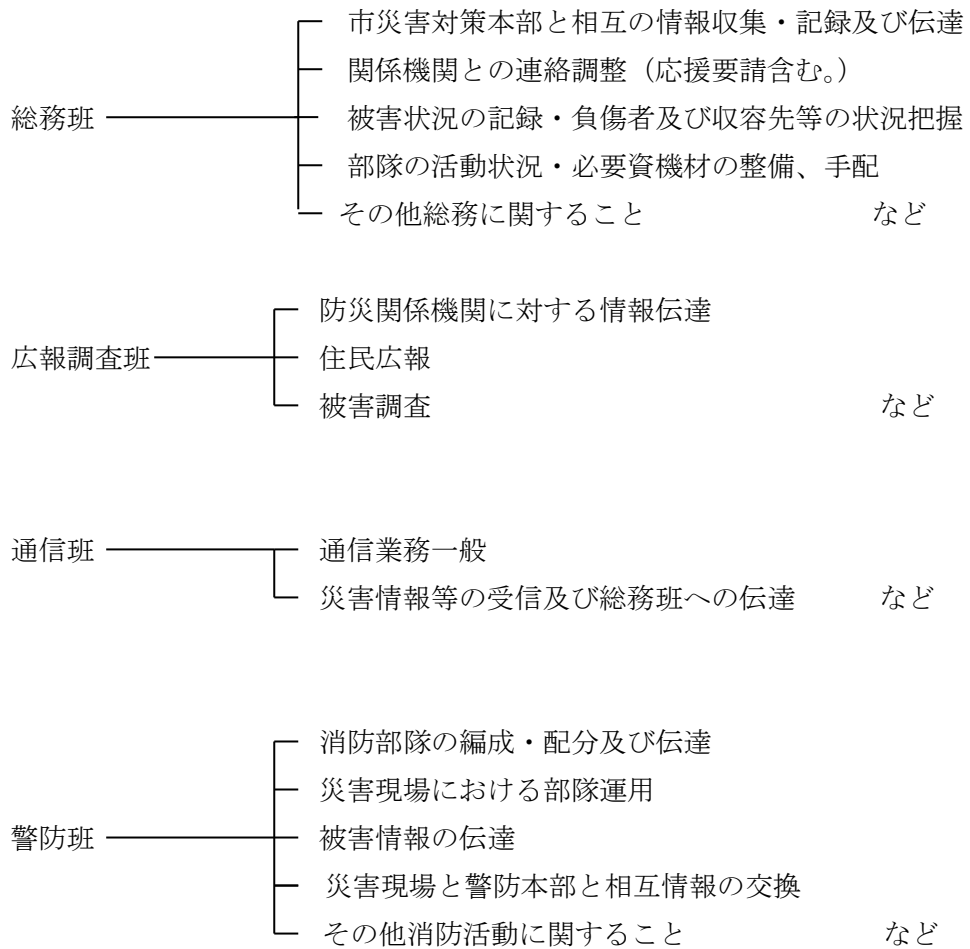 市災害対策本部と相互の情報収集・記録及び伝達
関係機関との連絡調整（応援要請含む。）
総務班 被害状況の記録・負傷者及び収容先等の状況把握
部隊の活動状況・必要資機材の整備、手配
その他総務に関すること など
防災関係機関に対する情報伝達
広報調査班 住民広報
被害調査 など
通信班 通信業務一般
災害情報等の受信及び総務班への伝達 など
消防部隊の編成・配分及び伝達
災害現場における部隊運用
警防班 被害情報の伝達
災害現場と警防本部と相互情報の交換
その他消防活動に関すること など